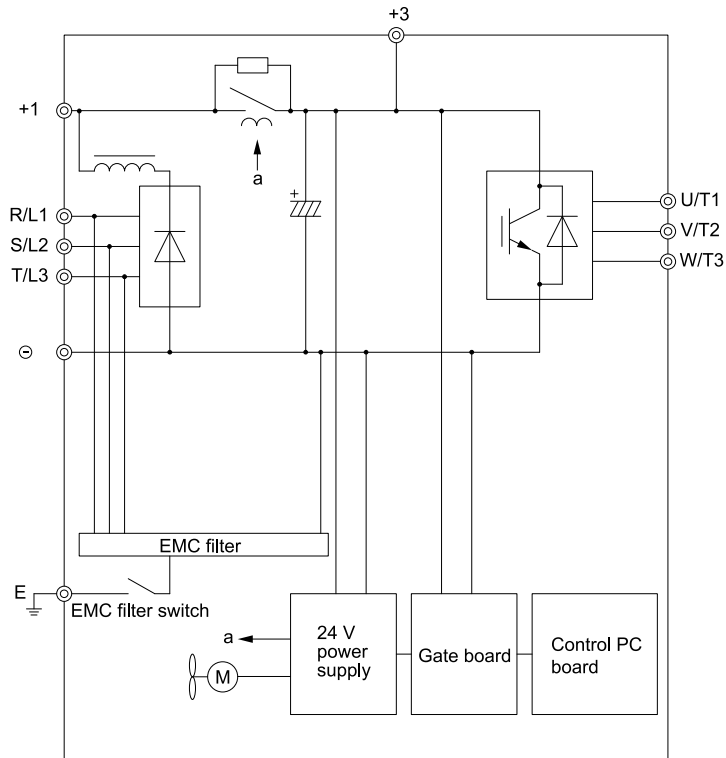 +3
+1
a
+
R/L1
S/L2
T/L3
U/T1
V/T2
W/T3
⊖
EMC filter
E
EMC filter switch
a
M
24 V
power
supply
Gate board
Control PC
board